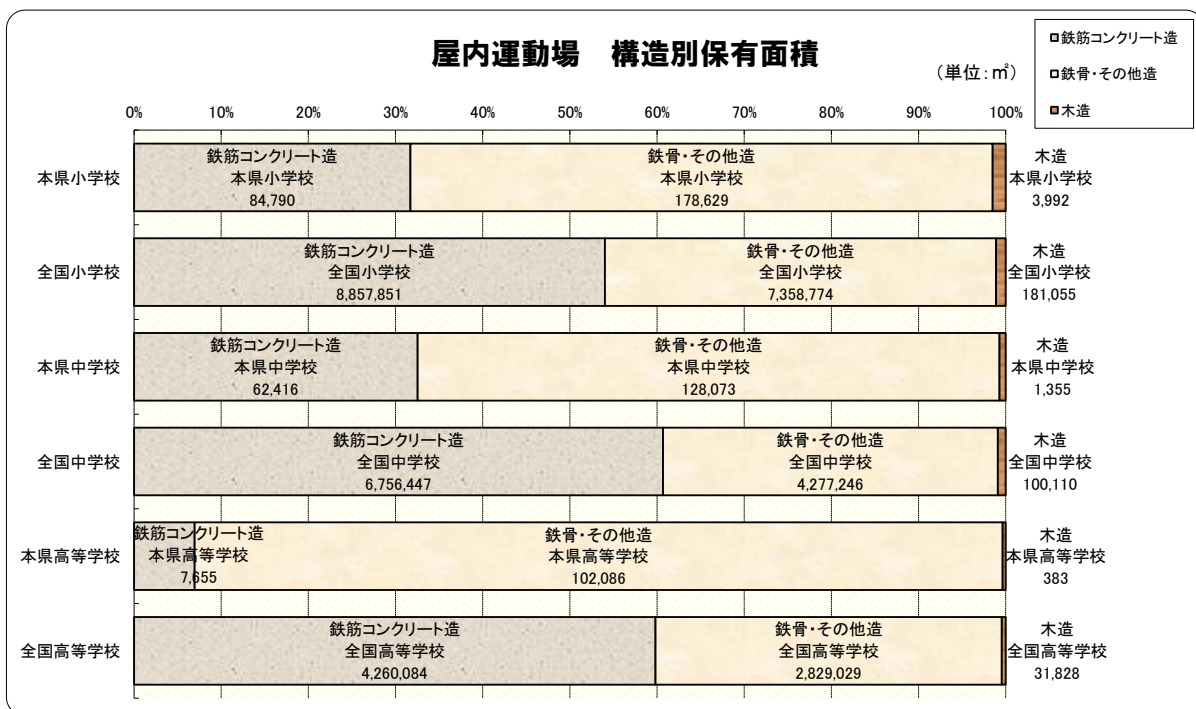 屋内運動場　構造別保有面積
（単位：㎡）
鉄筋コンクリート造
鉄骨・その他造
木造
0% 10% 20% 30% 40% 50% 60% 70% 80% 90% 100%
本県小学校
鉄筋コンクリート造
本県小学校
84,790
鉄骨・その他造
本県小学校
178,629
木造
本県小学校
3,992
全国小学校
鉄筋コンクリート造
全国小学校
8,857,851
鉄骨・その他造
全国小学校
7,358,774
木造
全国小学校
181,055
本県中学校
鉄筋コンクリート造
本県中学校
62,416
鉄骨・その他造
本県中学校
128,073
木造
本県中学校
1,355
全国中学校
鉄筋コンクリート造
全国中学校
6,756,447
鉄骨・その他造
全国中学校
4,277,246
木造
全国中学校
100,110
本県高等学校
鉄筋コンクリート造
本県高等学校
7,655
鉄骨・その他造
本県高等学校
102,086
木造
本県高等学校
383
全国高等学校
鉄筋コンクリート造
全国高等学校
4,260,084
鉄骨・その他造
全国高等学校
2,829,029
木造
全国高等学校
31,828